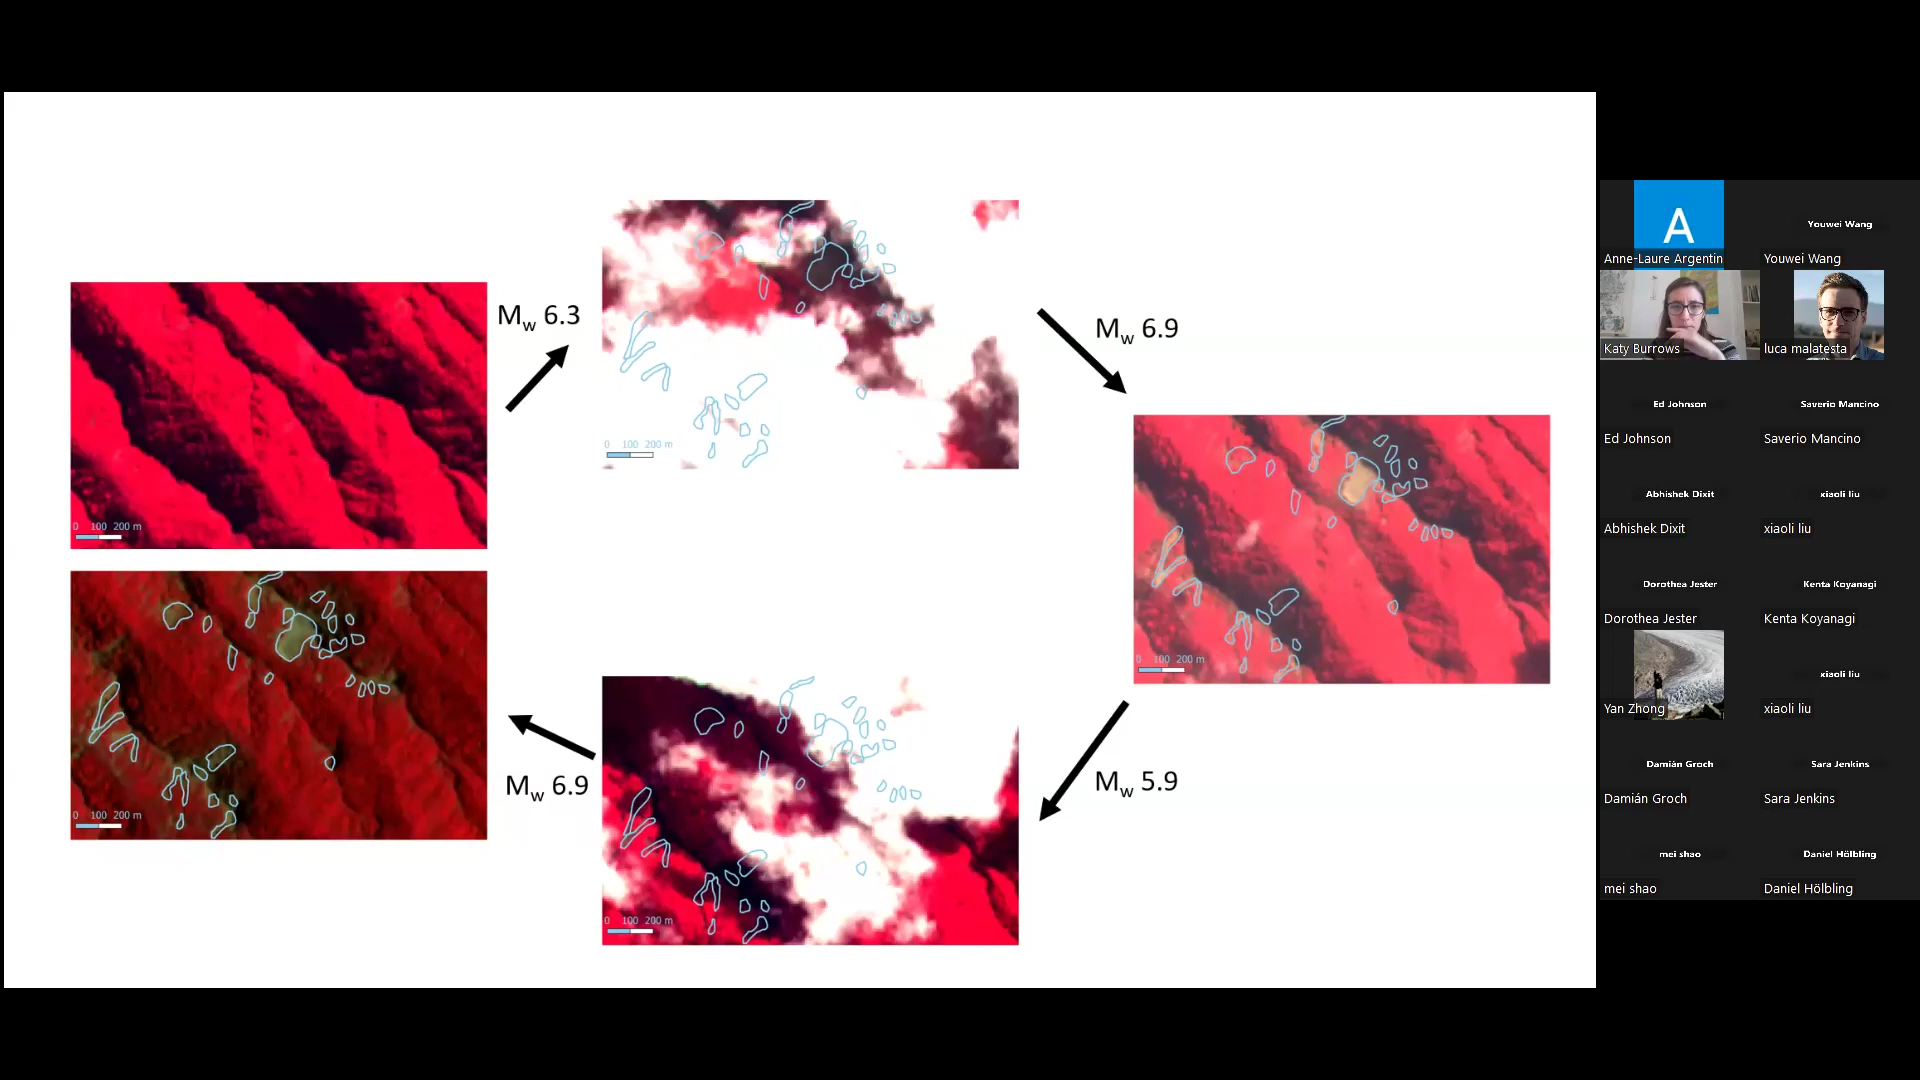 0 100 200 m
M_w 6.3
0 100 200 m
M_w 6.9
0 100 200 m
M_w 5.9
0 100 200 m
M_w 6.9
0 100 200 m
A
Anne-Laure Argentin
Youwei Wang
Youwei Wang
Katy Burrows
luca malatesta
Ed Johnson
Ed Johnson
Saverio Mancino
Saverio Mancino
Abhishek Dixit
Abhishek Dixit
xiaoli liu
xiaoli liu
Dorothea Jester
Dorothea Jester
Kenta Koyanagi
Kenta Koyanagi
Yan Zhong
xiaoli liu
xiaoli liu
Damián Groch
Damián Groch
Sara Jenkins
Sara Jenkins
mei shao
mei shao
Daniel Hölbling
Daniel Hölbling